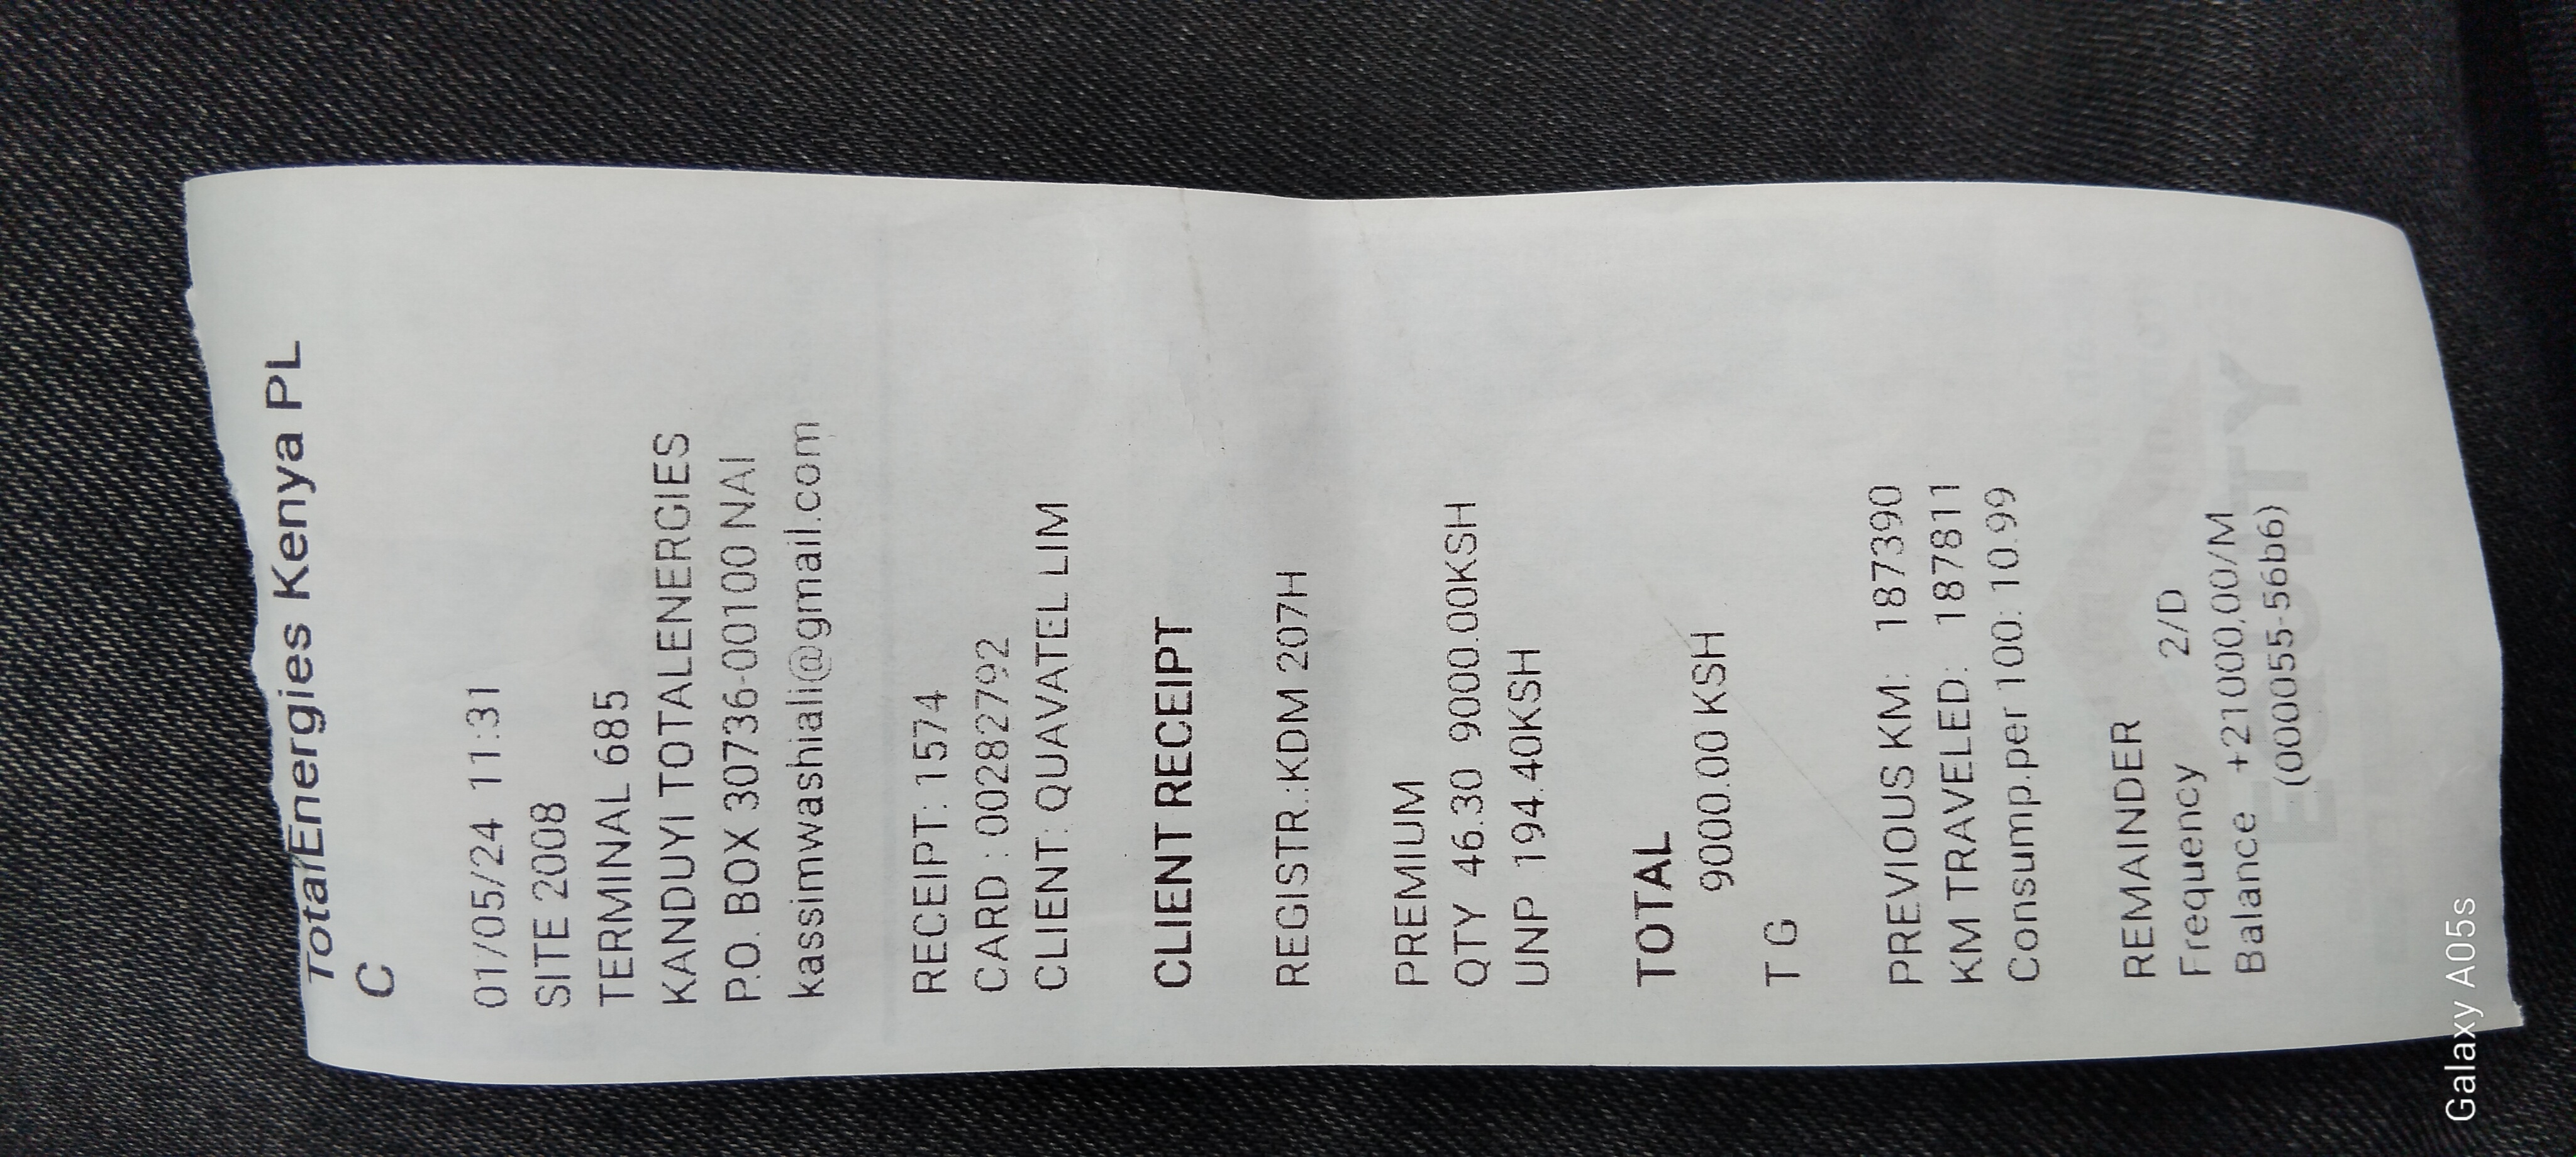 TotalEnergies Kenya PL
C
01/05/24 11:31
SITE 2008
TERMINAL 685
KANDUYI TOTALENERGIES
P.O. BOX 30736-00100 NAI
kassimwashiali@gmail.com
RECEIPT: 1574
CARD : 00282792
CLIENT: QUAVATEL LIM
CLIENT RECEIPT
REGISTR.:KDM 207H
PREMIUM
QTY 46.30 9000.00KSH
UNP 194.40KSH
TOTAL
9000.00 KSH
T G
PREVIOUS KM: 187390
KM TRAVELED: 187811
Consump.per 100: 10.99
REMAINDER
Frequency 2/D
Balance +21000.00/M
(000055-56b6)
EQUITY
Galaxy A05s